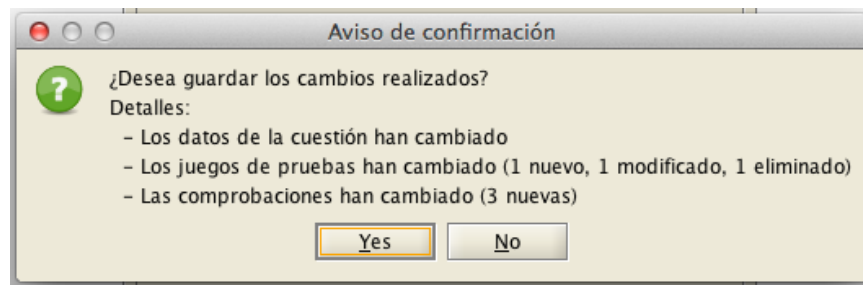 Aviso de confirmación
?
¿Desea guardar los cambios realizados?
Detalles:
– Los datos de la cuestión han cambiado
– Los juegos de pruebas han cambiado (1 nuevo, 1 modificado, 1 eliminado)
– Las comprobaciones han cambiado (3 nuevas)
Yes No